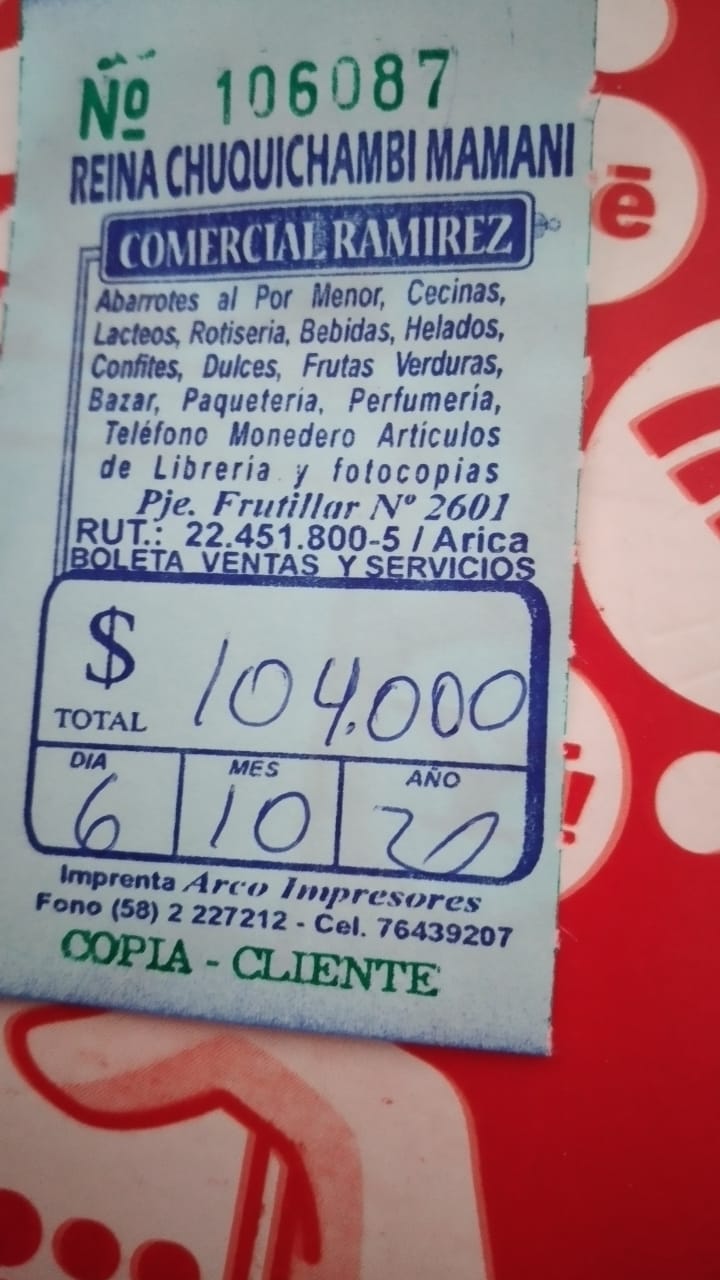 Nº 106087
REINA CHUQUICHAMBI MAMANI
COMERCIAL RAMIREZ
Abarrotes al Por Menor, Cecinas,
Lacteos, Rotiseria, Bebidas, Helados,
Confites, Dulces, Frutas Verduras,
Bazar, Paquetería, Perfumería,
Teléfono Monedero Artículos
de Librería y fotocopias
Pje. Frutillar Nº 2601
RUT.: 22.451.800-5 / Arica
BOLETA VENTAS Y SERVICIOS
$ 104.000
TOTAL
DIA MES AÑO
6 10 20
Imprenta Arco Impresores
Fono (58) 2 227212 - Cel. 76439207
COPIA - CLIENTE